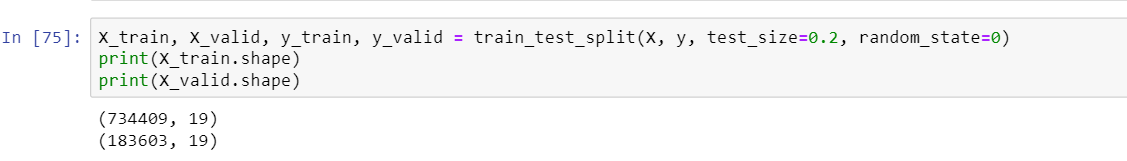 In [75]: X_train, X_valid, y_train, y_valid = train_test_split(X, y, test_size=0.2, random_state=0)
print(X_train.shape)
print(X_valid.shape)
(734409, 19)
(183603, 19)